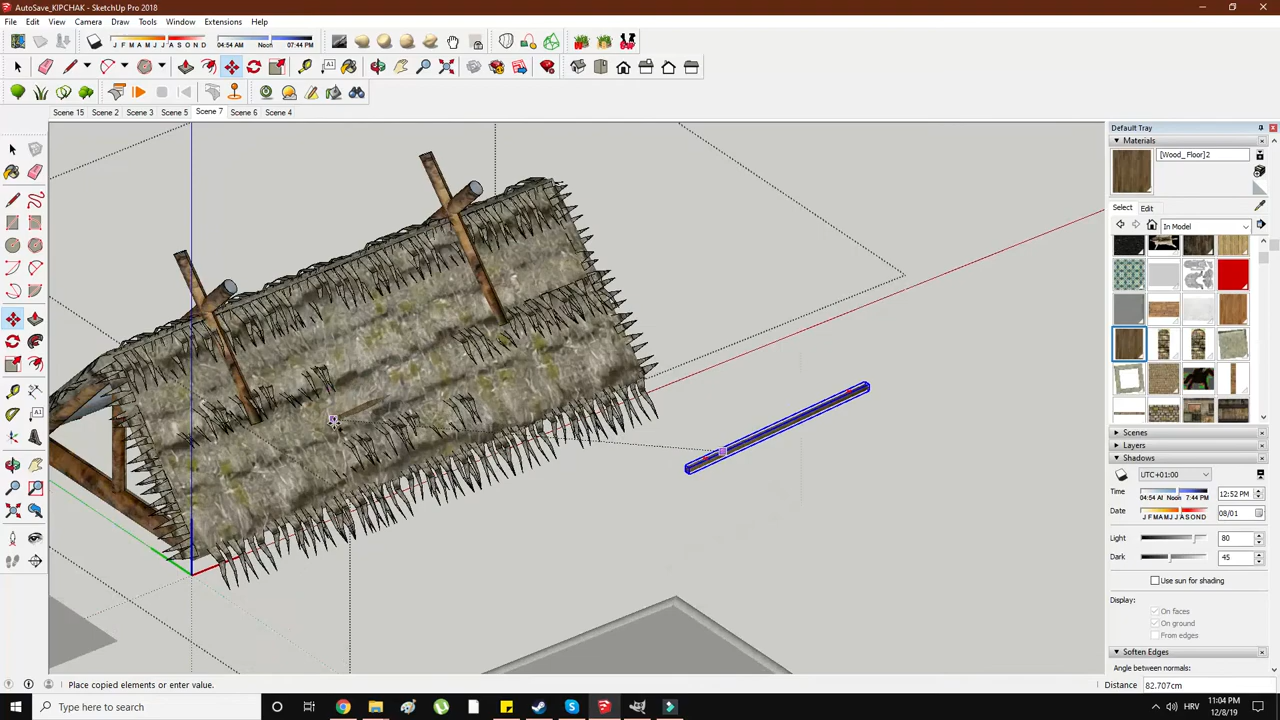 AutoSave_KIPCHAK - SketchUp Pro 2018
File Edit View Camera Draw Tools Window Extensions Help
J F M A M J J A S O N D 04:54 AM Noon 07:44 PM
Scene 15 Scene 2 Scene 3 Scene 5 Scene 7 Scene 6 Scene 4
Default Tray
Materials
[Wood_ Floor]2
Select Edit
In Model
Scenes
Layers
Shadows
UTC+01:00
Time 04:54 AM Noon 7:44 PM 12:52 PM
Date J F M A M J J A S O N D 08/01
Light 80
Dark 45
Use sun for shading
Display:
On faces
On ground
From edges
Soften Edges
Angle between normals:
Place copied elements or enter value.
Distance 82.707cm
Type here to search
HRV
11:04 PM
12/8/19